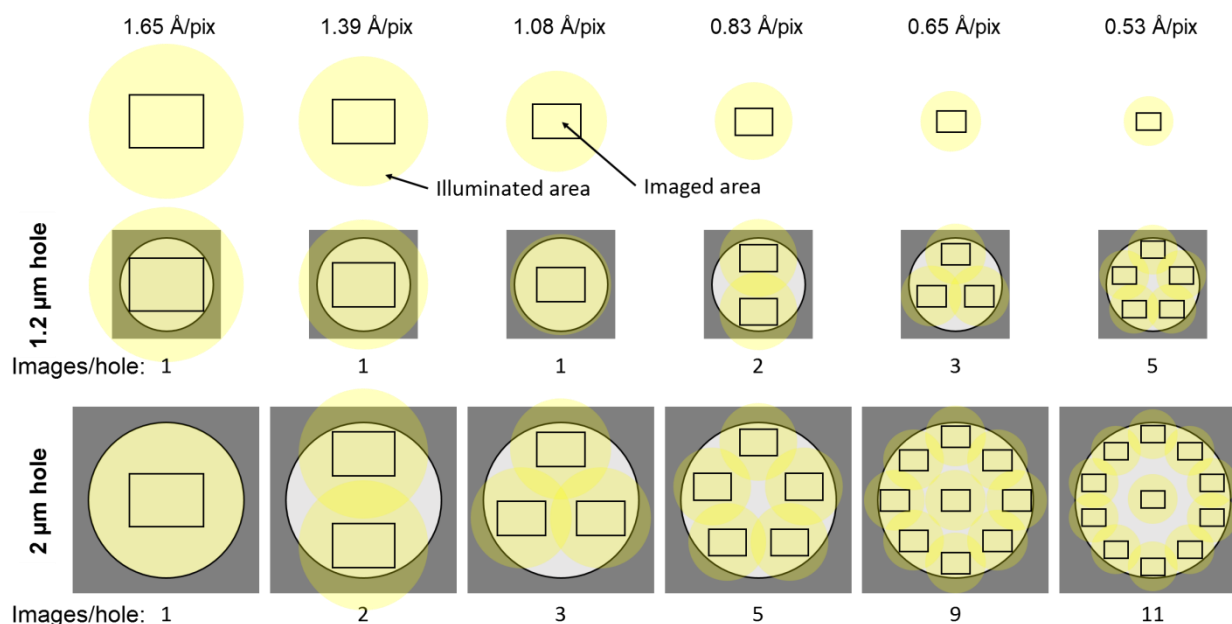 1.65 Å/pix 1.39 Å/pix 1.08 Å/pix 0.83 Å/pix 0.65 Å/pix 0.53 Å/pix
Illuminated area
Imaged area
1.2 µm hole
Images/hole: 1 1 1 2 3 5
2 µm hole
Images/hole: 1 2 3 5 9 11